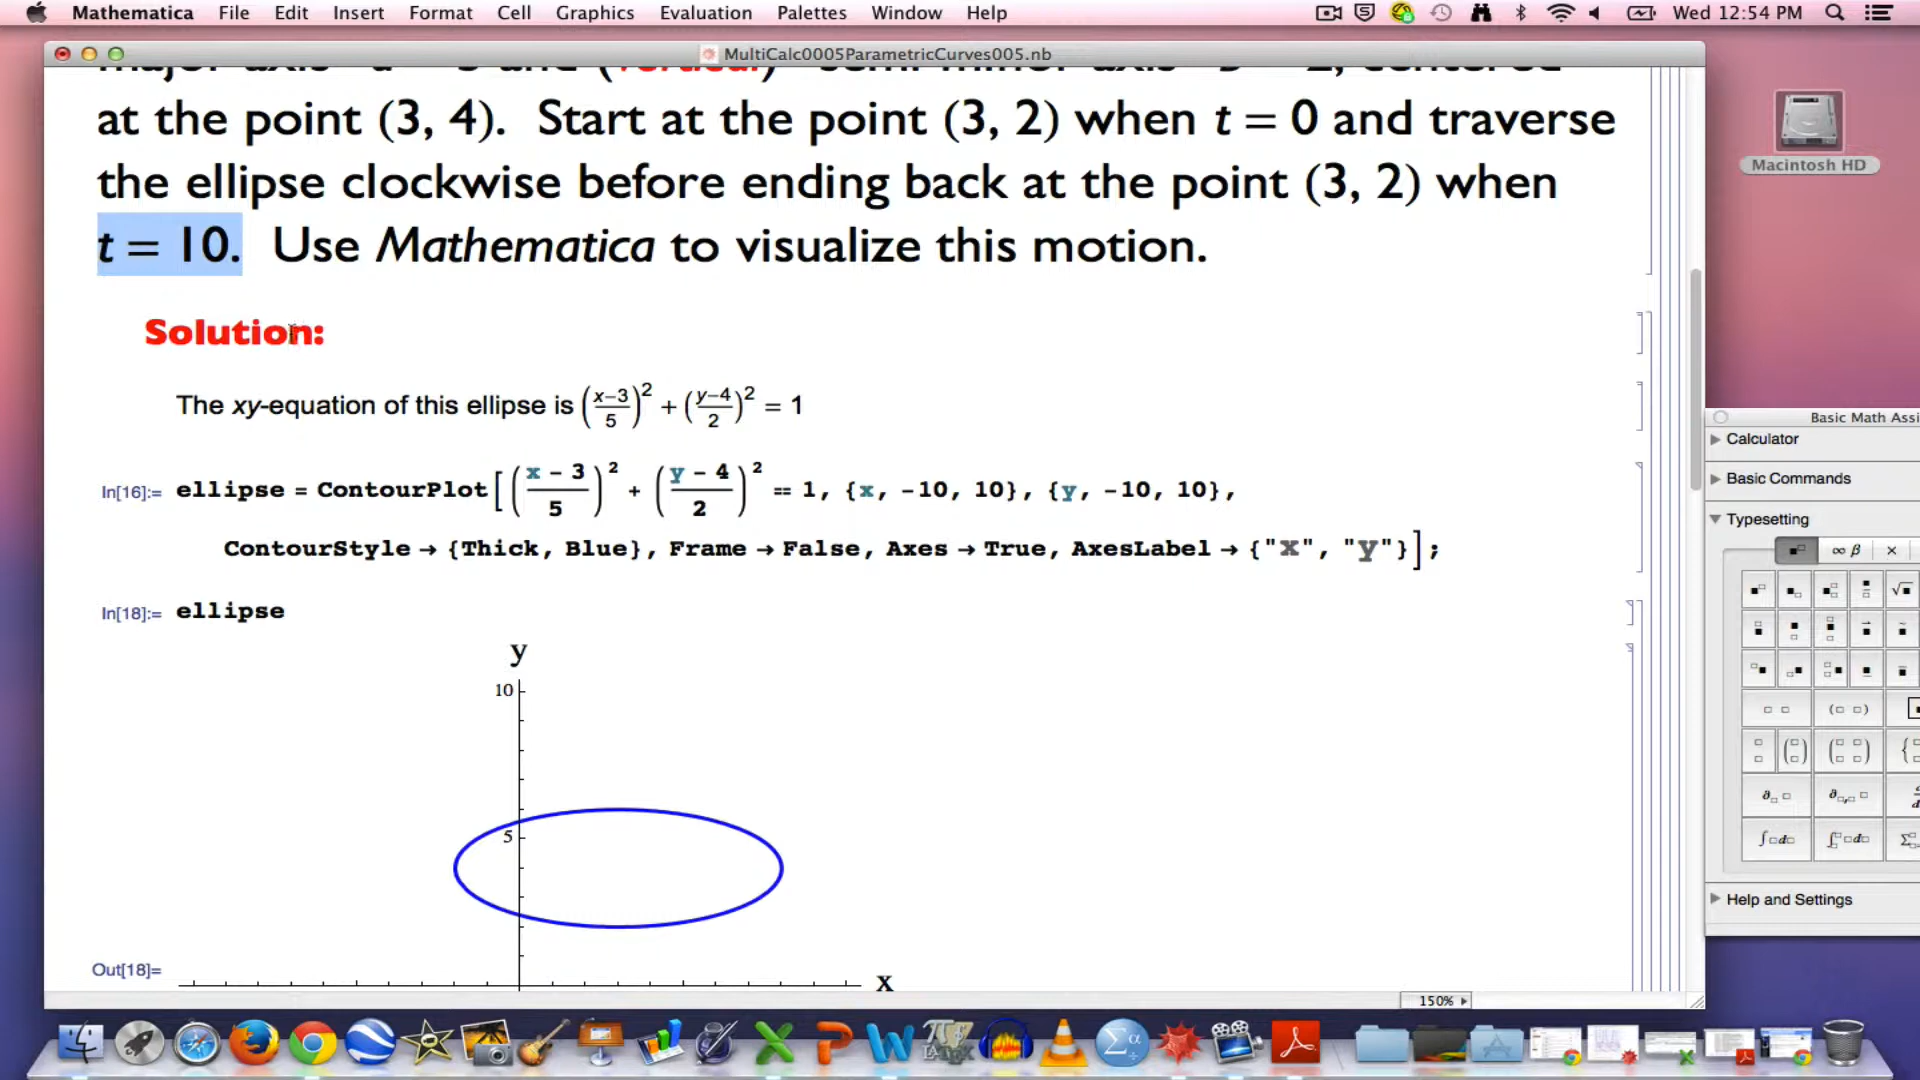 Mathematica File Edit Insert Format Cell Graphics Evaluation Palettes Window Help Wed 12:54 PM
MultiCalc0005ParametricCurves005.nb
at the point (3, 4). Start at the point (3, 2) when t = 0 and traverse
the ellipse clockwise before ending back at the point (3, 2) when
t = 10. Use Mathematica to visualize this motion.
Solution:
The xy-equation of this ellipse is ((x−3)/5)^2 + ((y−4)/2)^2 = 1
In[16]:= ellipse = ContourPlot[((x - 3)/5)^2 + ((y - 4)/2)^2 == 1, {x, -10, 10}, {y, -10, 10},
ContourStyle → {Thick, Blue}, Frame → False, Axes → True, AxesLabel → {"x", "y"}];
In[18]:= ellipse
y
10
5
Out[18]=
x
150%
Macintosh HD
Basic Math Assi
Calculator
Basic Commands
Typesetting
∞ β
Help and Settings